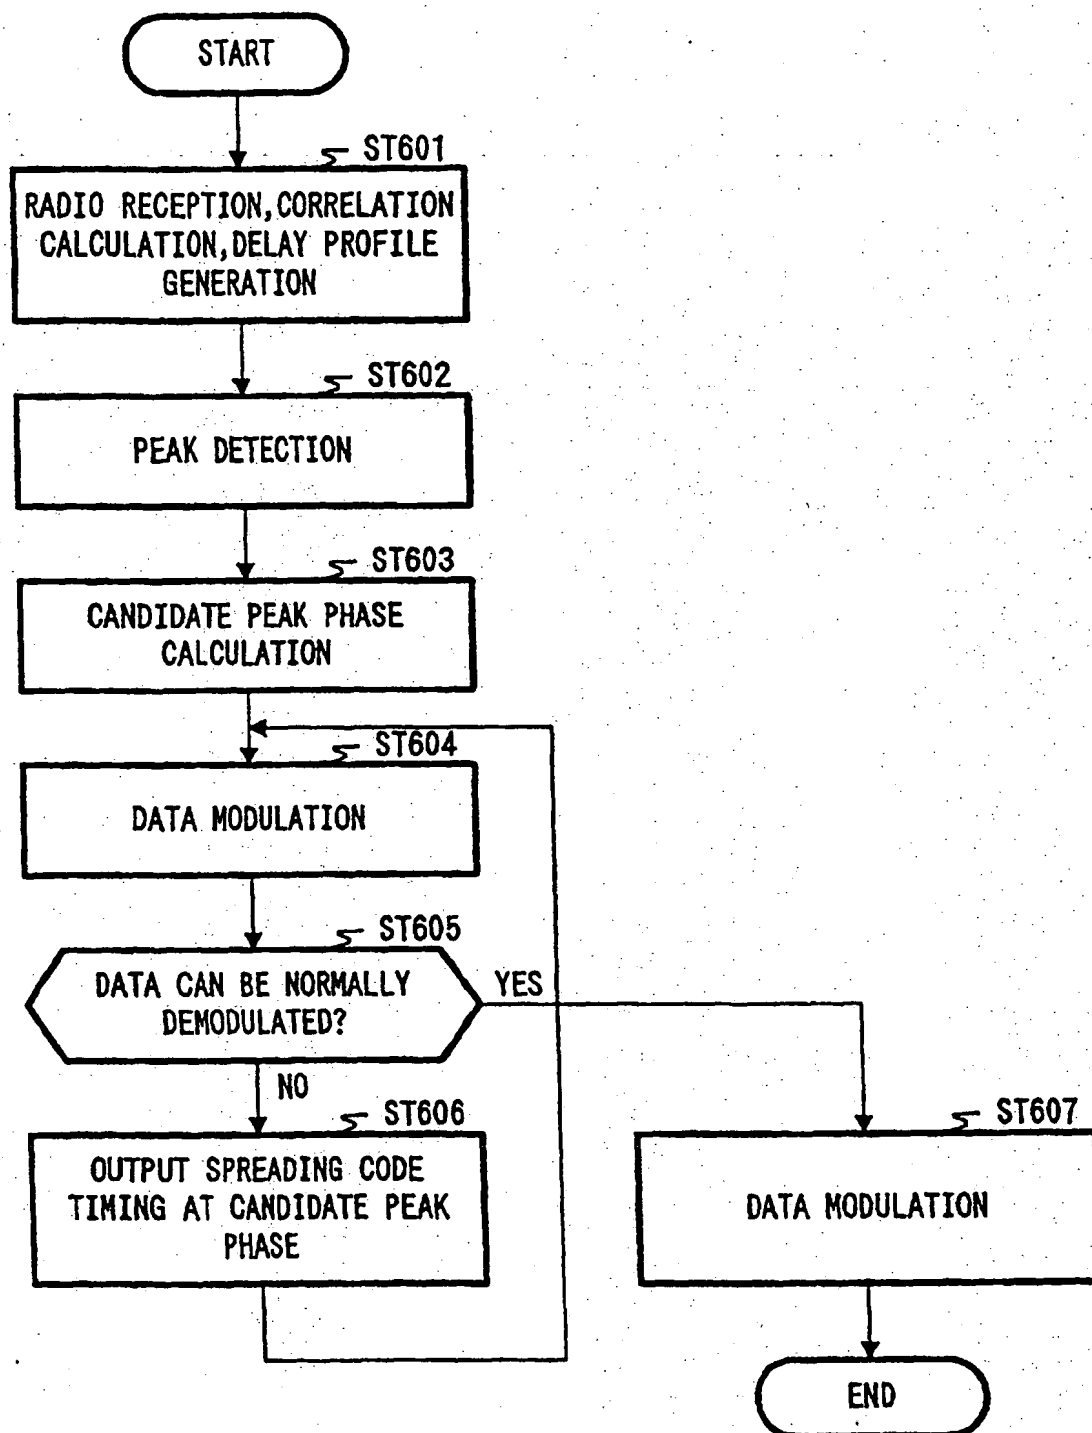 START
ST601
RADIO RECEPTION, CORRELATION
CALCULATION, DELAY PROFILE
GENERATION
ST602
PEAK DETECTION
ST603
CANDIDATE PEAK PHASE
CALCULATION
ST604
DATA MODULATION
ST605
DATA CAN BE NORMALLY
DEMODULATED?
YES
NO
ST606
OUTPUT SPREADING CODE
TIMING AT CANDIDATE PEAK
PHASE
ST607
DATA MODULATION
END